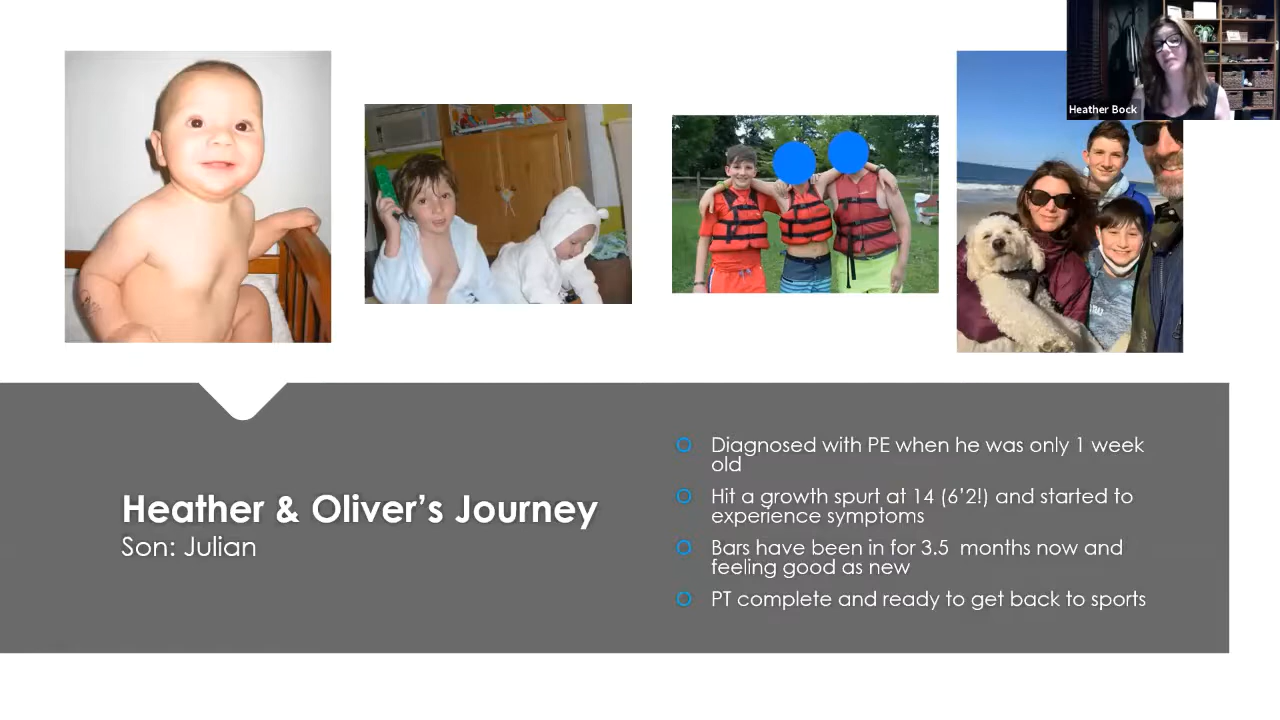 Heather Bock
Heather & Oliver's Journey
Son: Julian
Diagnosed with PE when he was only 1 week
old
Hit a growth spurt at 14 (6'2!) and started to
experience symptoms
Bars have been in for 3.5  months now and
feeling good as new
PT complete and ready to get back to sports